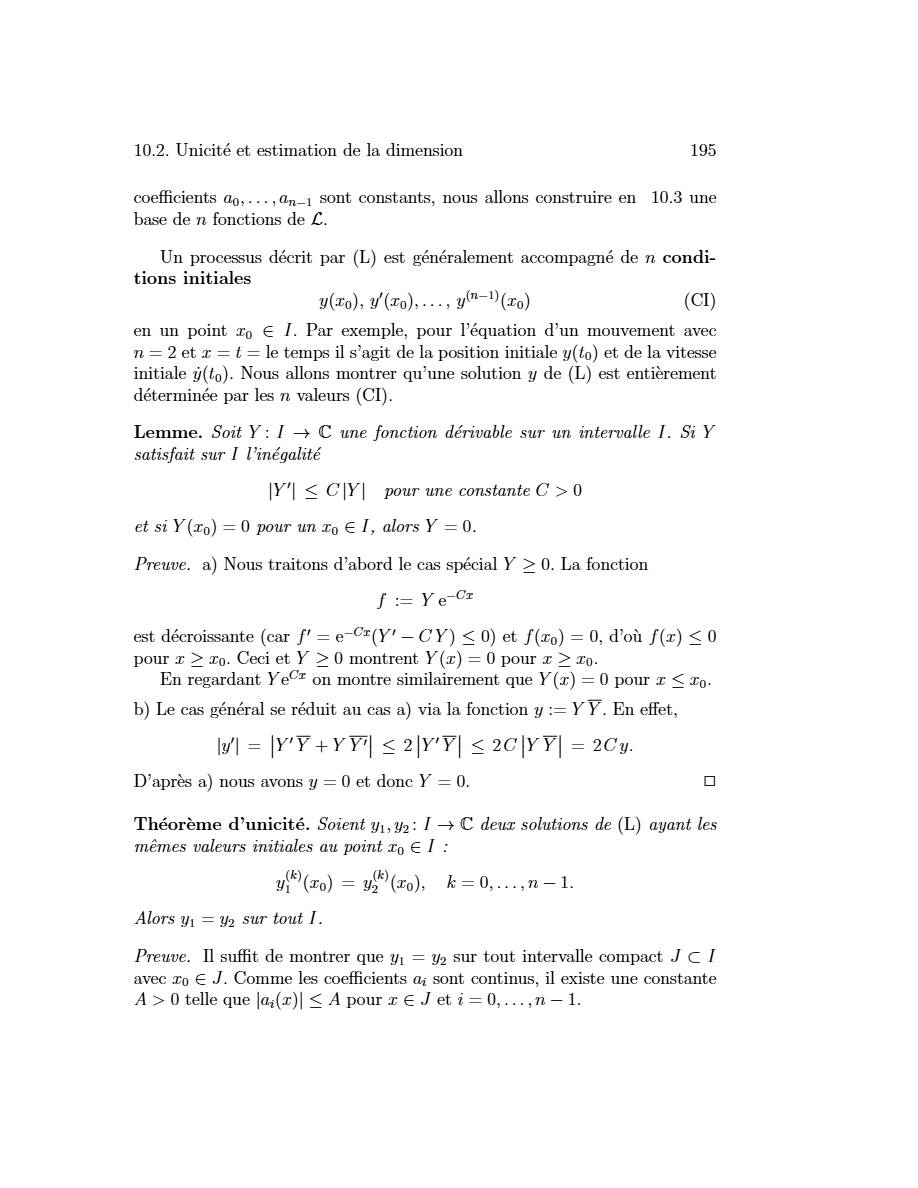 10.2. Unicité et estimation de la dimension 195
coefficients a₀, . . . , aₙ₋₁ sont constants, nous allons construire en 10.3 une
base de n fonctions de ℒ.
Un processus décrit par (L) est généralement accompagné de n condi-
tions initiales
y(x₀), y′(x₀), . . . , y⁽ⁿ⁻¹⁾(x₀) (CI)
en un point x₀ ∈ I. Par exemple, pour l'équation d'un mouvement avec
n = 2 et x = t = le temps il s'agit de la position initiale y(t₀) et de la vitesse
initiale ẏ(t₀). Nous allons montrer qu'une solution y de (L) est entièrement
déterminée par les n valeurs (CI).
Lemme. Soit Y : I → ℂ une fonction dérivable sur un intervalle I. Si Y
satisfait sur I l'inégalité
|Y′| ≤ C|Y| pour une constante C > 0
et si Y(x₀) = 0 pour un x₀ ∈ I, alors Y = 0.
Preuve. a) Nous traitons d'abord le cas spécial Y ≥ 0. La fonction
f := Y e^{−Cx}
est décroissante (car f′ = e^{−Cx}(Y′ − CY) ≤ 0) et f(x₀) = 0, d'où f(x) ≤ 0
pour x ≥ x₀. Ceci et Y ≥ 0 montrent Y(x) = 0 pour x ≥ x₀.
En regardant Y e^{Cx} on montre similairement que Y(x) = 0 pour x ≤ x₀.
b) Le cas général se réduit au cas a) via la fonction y := Y Y̅. En effet,
|y′| = |Y′Y̅ + Y Y̅′| ≤ 2|Y′Y̅| ≤ 2C|Y Y̅| = 2Cy.
D'après a) nous avons y = 0 et donc Y = 0. □
Théorème d'unicité. Soient y₁, y₂ : I → ℂ deux solutions de (L) ayant les
mêmes valeurs initiales au point x₀ ∈ I :
y₁⁽ᵏ⁾(x₀) = y₂⁽ᵏ⁾(x₀), k = 0, . . . , n − 1.
Alors y₁ = y₂ sur tout I.
Preuve. Il suffit de montrer que y₁ = y₂ sur tout intervalle compact J ⊂ I
avec x₀ ∈ J. Comme les coefficients aᵢ sont continus, il existe une constante
A > 0 telle que |aᵢ(x)| ≤ A pour x ∈ J et i = 0, . . . , n − 1.